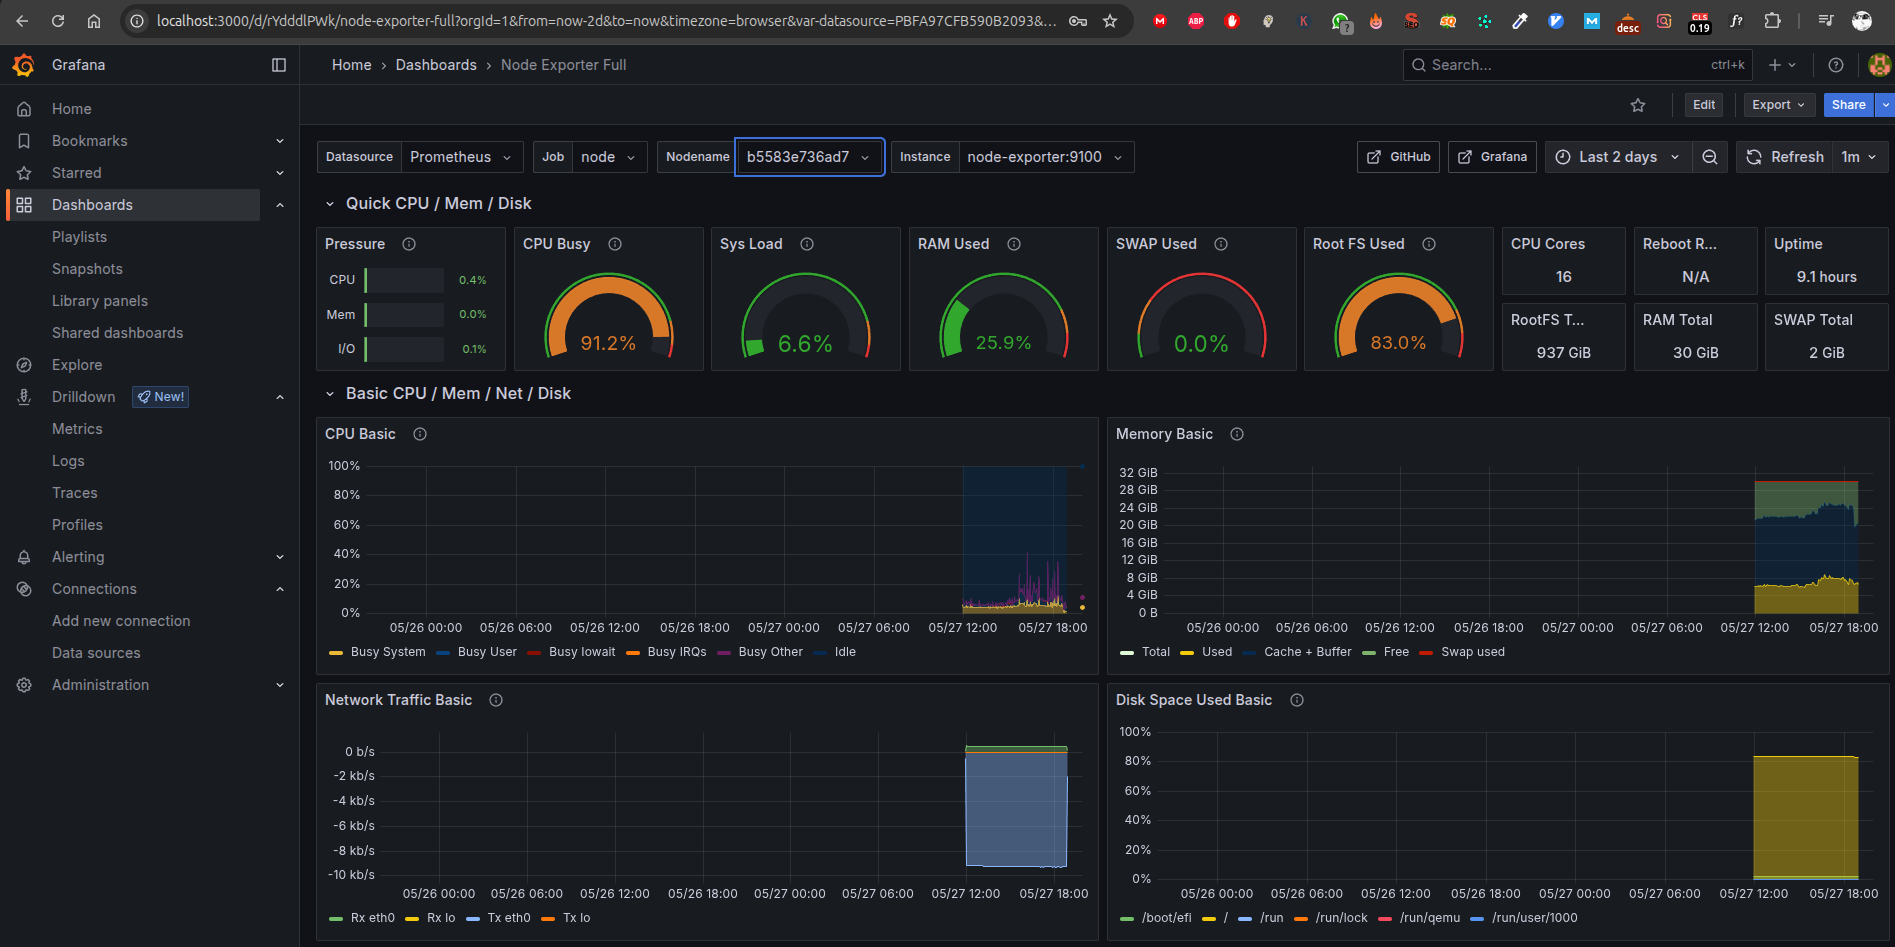 localhost:3000/d/rYdddlPWk/node-exporter-full?orgId=1&from=now-2d&to=now&timezone=browser&var-datasource=PBFA97CFB590B2093&...
M
ABP
K
?
SEO
SQ
V
M
desc
CLS
0.19
f?
Grafana
Home › Dashboards › Node Exporter Full
Search...
ctrl+k
Edit
Export
Share
Home
Bookmarks
Starred
Dashboards
Playlists
Snapshots
Library panels
Shared dashboards
Explore
Drilldown New!
Metrics
Logs
Traces
Profiles
Alerting
Connections
Add new connection
Data sources
Administration
Datasource Prometheus
Job node
Nodename b5583e736ad7
Instance node-exporter:9100
GitHub
Grafana
Last 2 days
Refresh 1m
Quick CPU / Mem / Disk
Pressure
CPU 0.4%
Mem 0.0%
I/O 0.1%
CPU Busy
91.2%
Sys Load
6.6%
RAM Used
25.9%
SWAP Used
0.0%
Root FS Used
83.0%
CPU Cores
16
Reboot R...
N/A
Uptime
9.1 hours
RootFS T...
937 GiB
RAM Total
30 GiB
SWAP Total
2 GiB
Basic CPU / Mem / Net / Disk
CPU Basic
100%
80%
60%
40%
20%
0%
05/26 00:00 05/26 06:00 05/26 12:00 05/26 18:00 05/27 00:00 05/27 06:00 05/27 12:00 05/27 18:00
Busy System Busy User Busy Iowait Busy IRQs Busy Other Idle
Memory Basic
32 GiB
28 GiB
24 GiB
20 GiB
16 GiB
12 GiB
8 GiB
4 GiB
0 B
05/26 00:00 05/26 06:00 05/26 12:00 05/26 18:00 05/27 00:00 05/27 06:00 05/27 12:00 05/27 18:00
Total Used Cache + Buffer Free Swap used
Network Traffic Basic
0 b/s
-2 kb/s
-4 kb/s
-6 kb/s
-8 kb/s
-10 kb/s
05/26 00:00 05/26 06:00 05/26 12:00 05/26 18:00 05/27 00:00 05/27 06:00 05/27 12:00 05/27 18:00
Rx eth0 Rx lo Tx eth0 Tx lo
Disk Space Used Basic
100%
80%
60%
40%
20%
0%
05/26 00:00 05/26 06:00 05/26 12:00 05/26 18:00 05/27 00:00 05/27 06:00 05/27 12:00 05/27 18:00
/boot/efi / /run /run/lock /run/qemu /run/user/1000